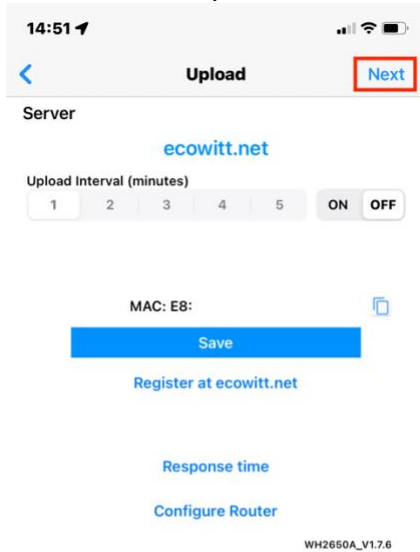 14:51
Upload Next
Server
ecowitt.net
Upload Interval (minutes)
1 2 3 4 5 ON OFF
MAC: E8:
Save
Register at ecowitt.net
Response time
Configure Router
WH2650A_V1.7.6